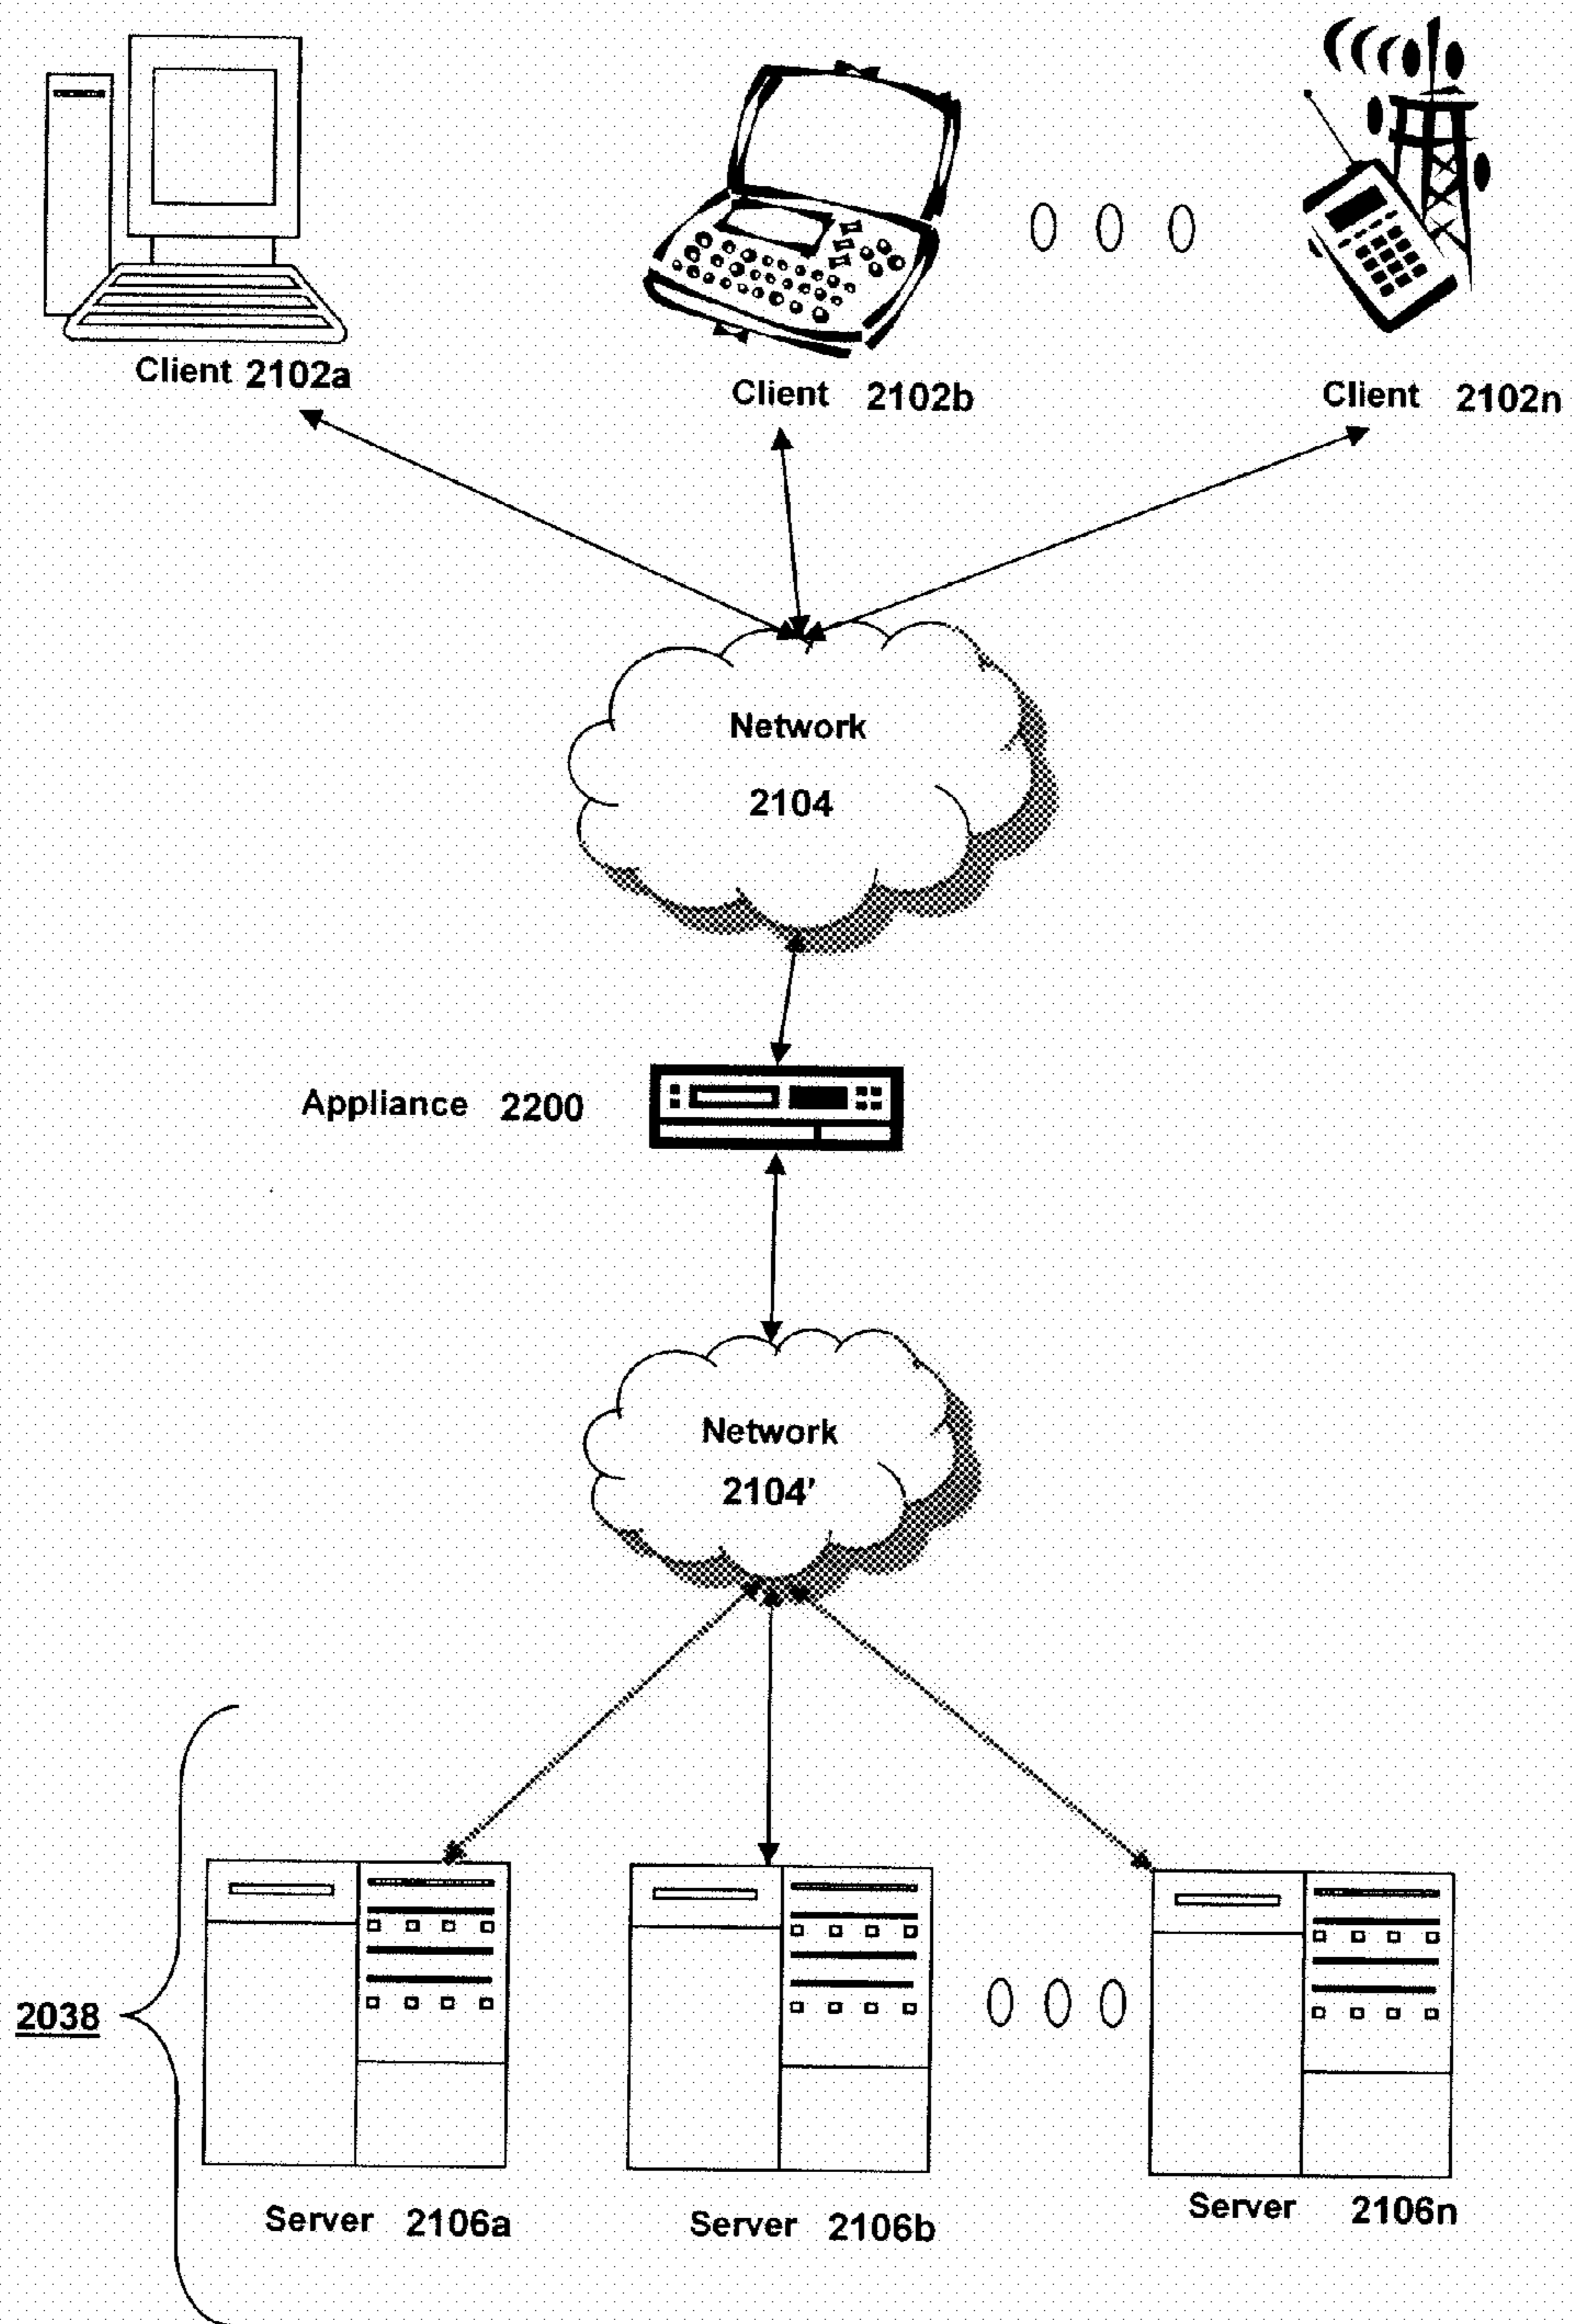 Client 2102a
Client 2102b
Client 2102n
Network
2104
Appliance 2200
Network
2104'
2038
Server 2106a
Server 2106b
Server 2106n